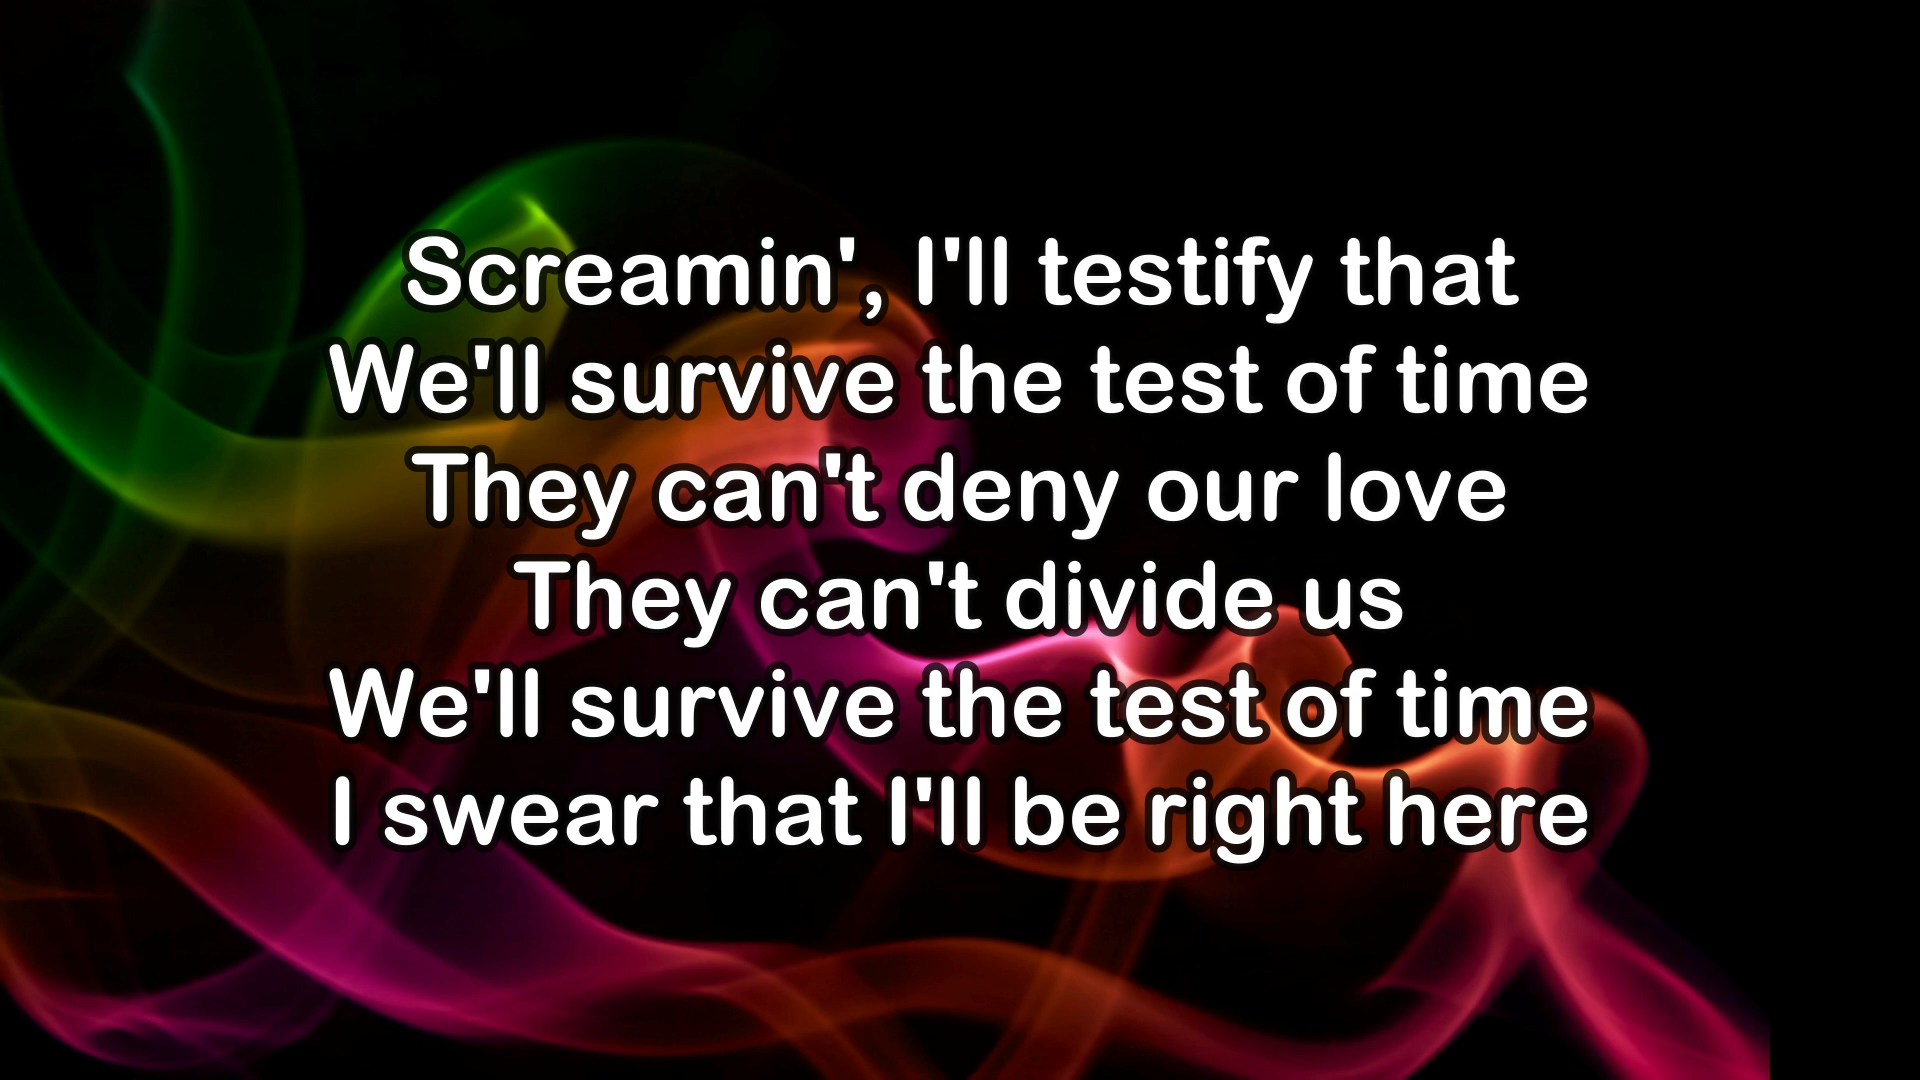 Screamin', I'll testify that
We'll survive the test of time
They can't deny our love
They can't divide us
We'll survive the test of time
I swear that I'll be right here